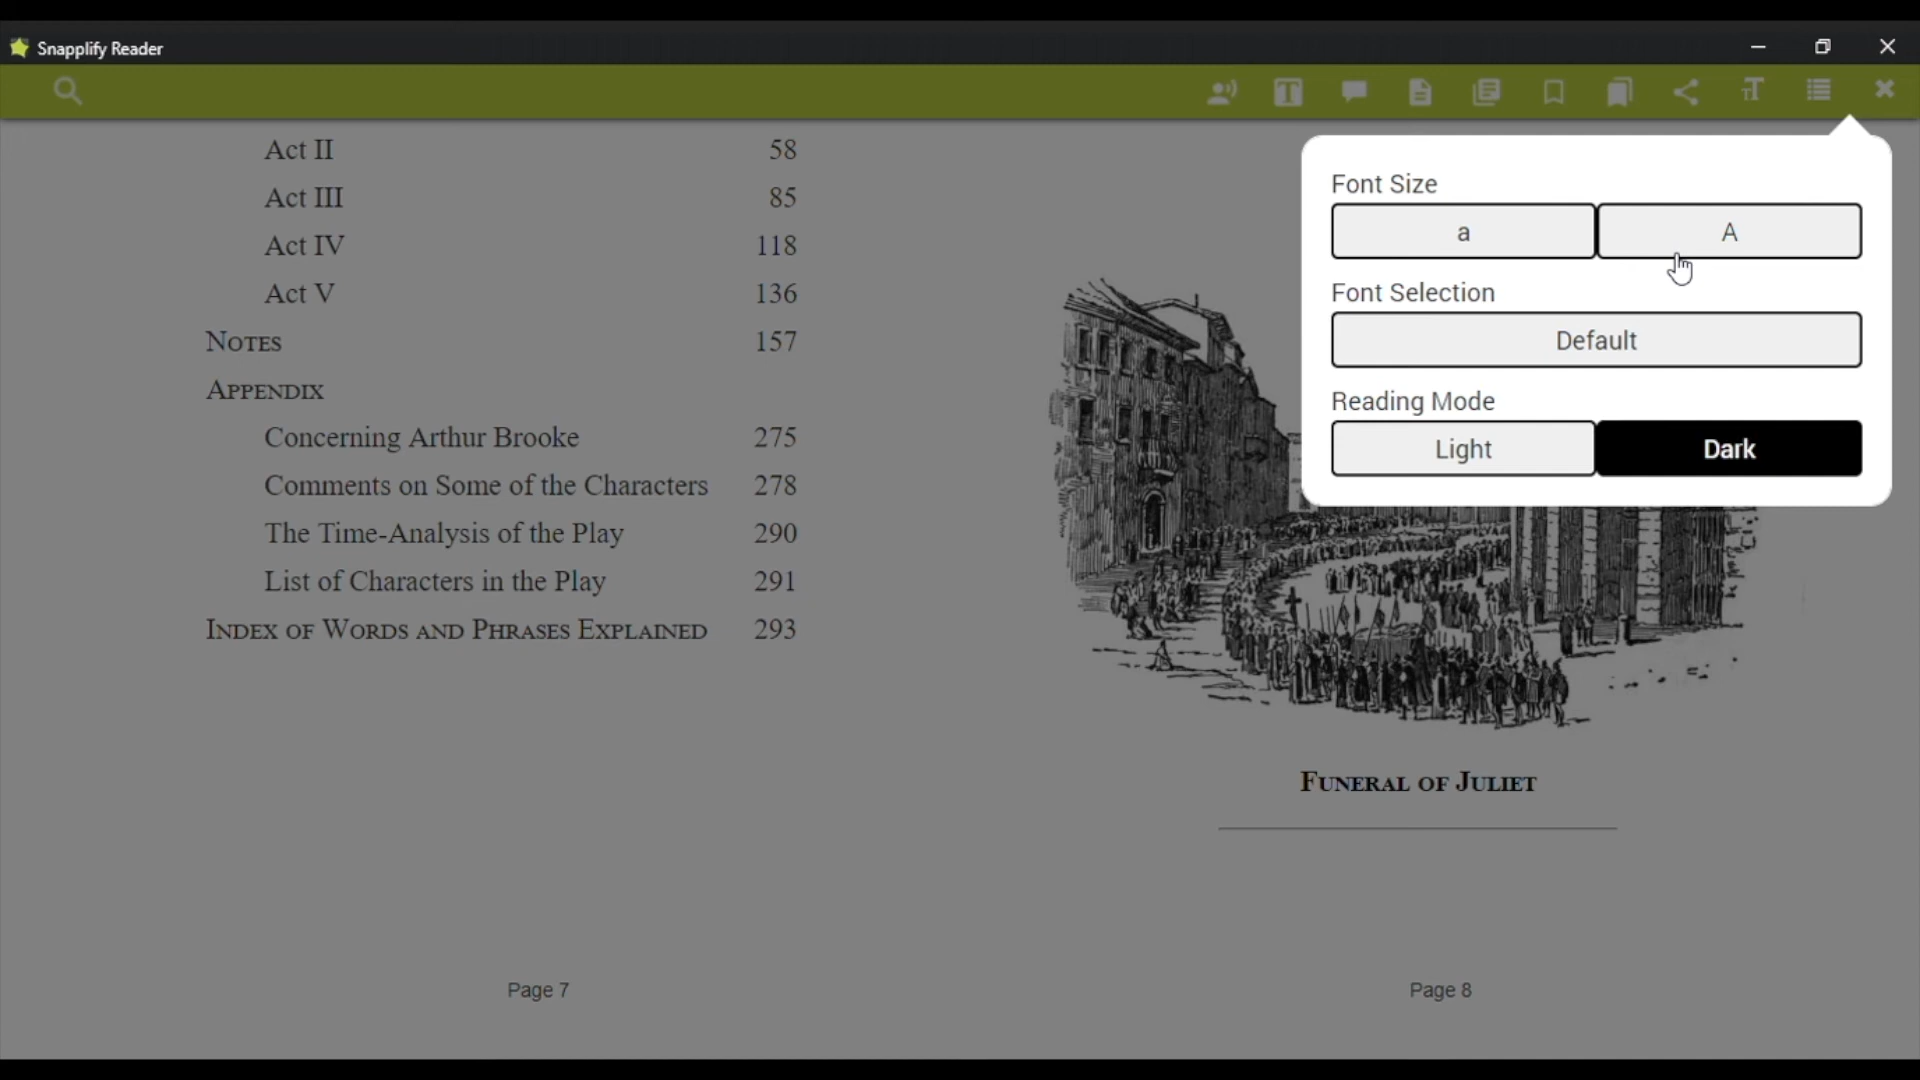 Snapplify Reader
Act II 58
Act III 85
Act IV 118
Act V 136
NOTES 157
APPENDIX
Concerning Arthur Brooke 275
Comments on Some of the Characters 278
The Time-Analysis of the Play 290
List of Characters in the Play 291
INDEX OF WORDS AND PHRASES EXPLAINED 293
Page 7
Font Size
a A
Font Selection
Default
Reading Mode
Light Dark
FUNERAL OF JULIET
Page 8